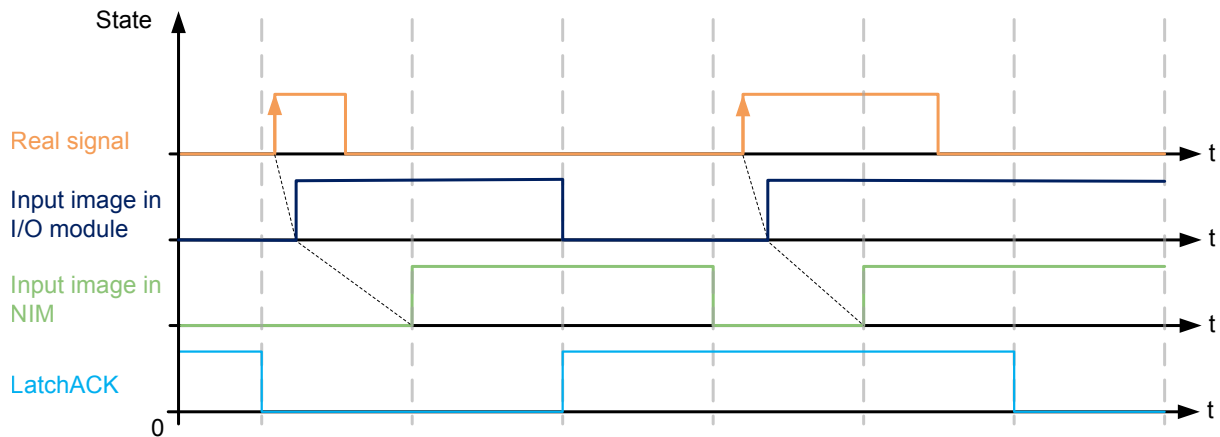 State
Real signal
t
Input image in
I/O module
t
Input image in
NIM
t
LatchACK
t
0